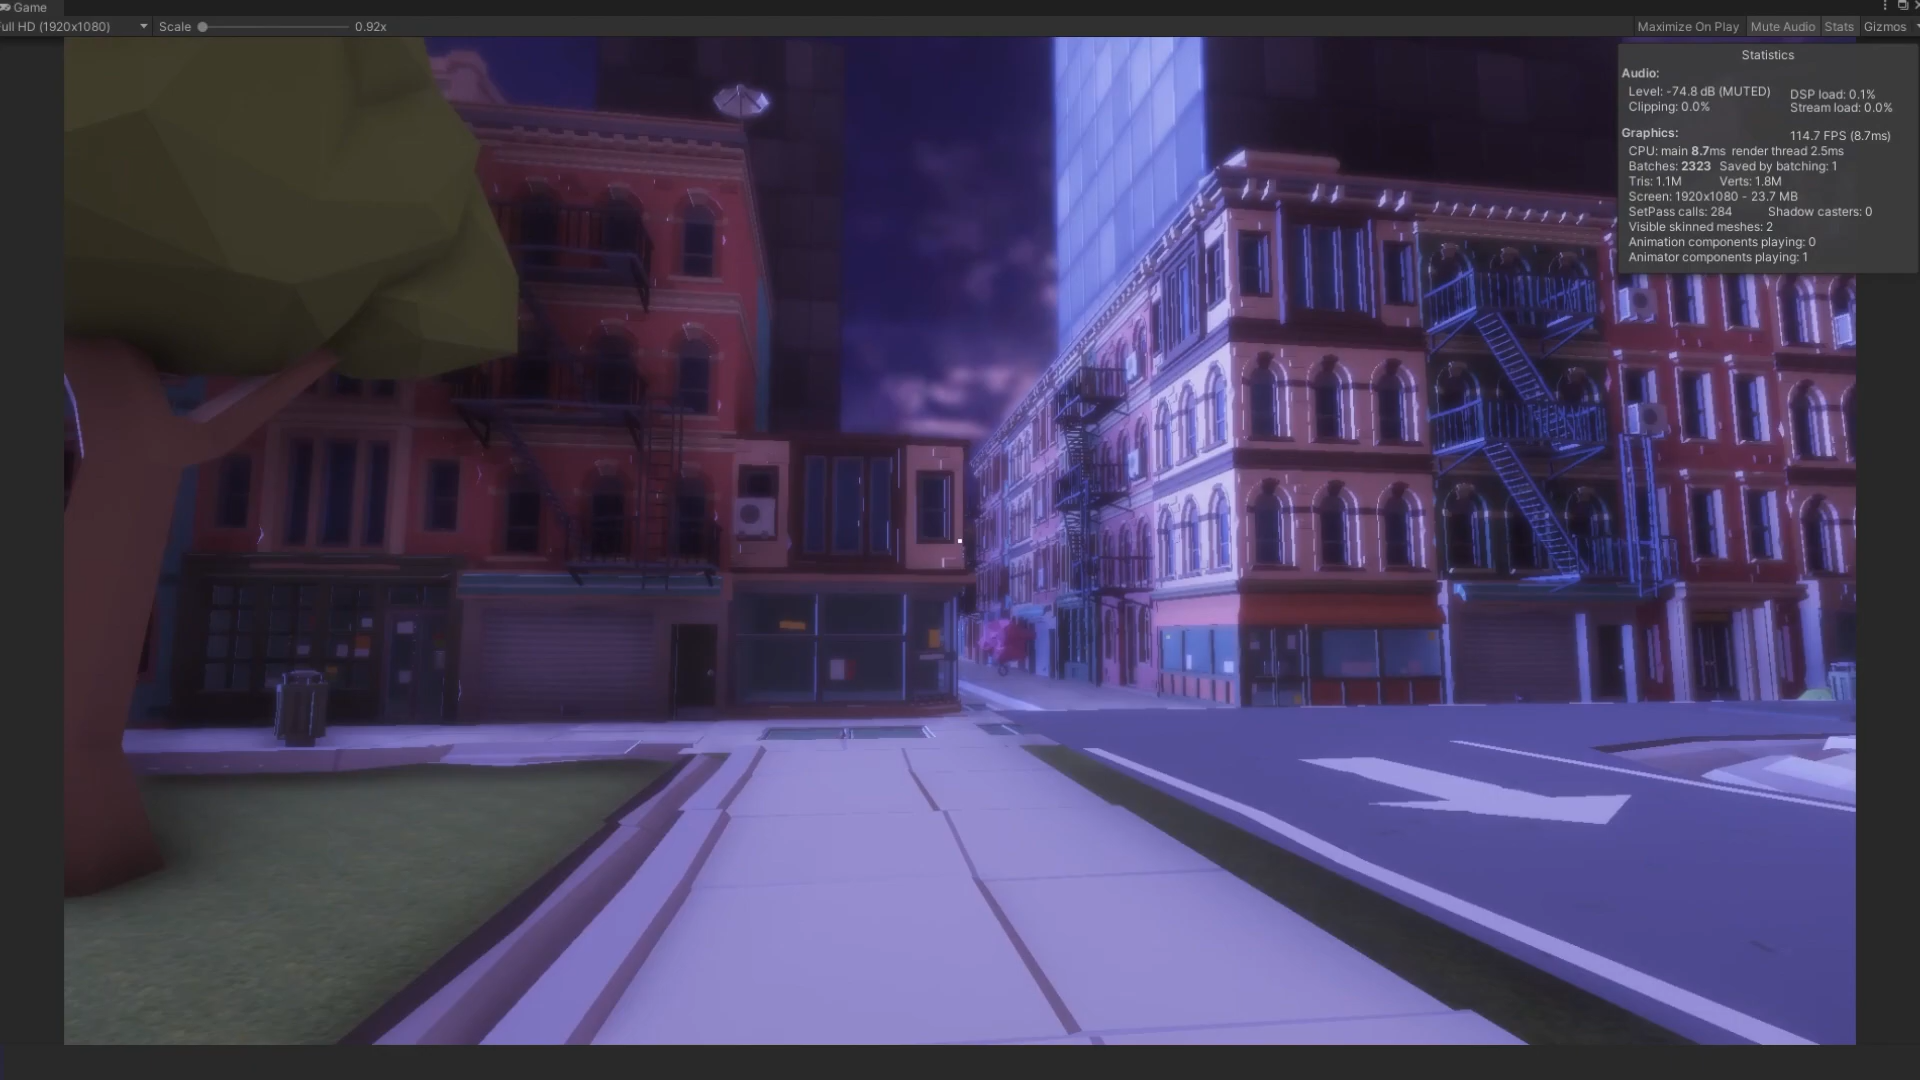 Game
Full HD (1920x1080) Scale 0.92x Maximize On Play Mute Audio Stats Gizmos
Statistics
Audio:
Level: -74.8 dB (MUTED) DSP load: 0.1%
Clipping: 0.0% Stream load: 0.0%
Graphics: 114.7 FPS (8.7ms)
CPU: main 8.7ms render thread 2.5ms
Batches: 2323 Saved by batching: 1
Tris: 1.1M Verts: 1.8M
Screen: 1920x1080 - 23.7 MB
SetPass calls: 284 Shadow casters: 0
Visible skinned meshes: 2
Animation components playing: 0
Animator components playing: 1